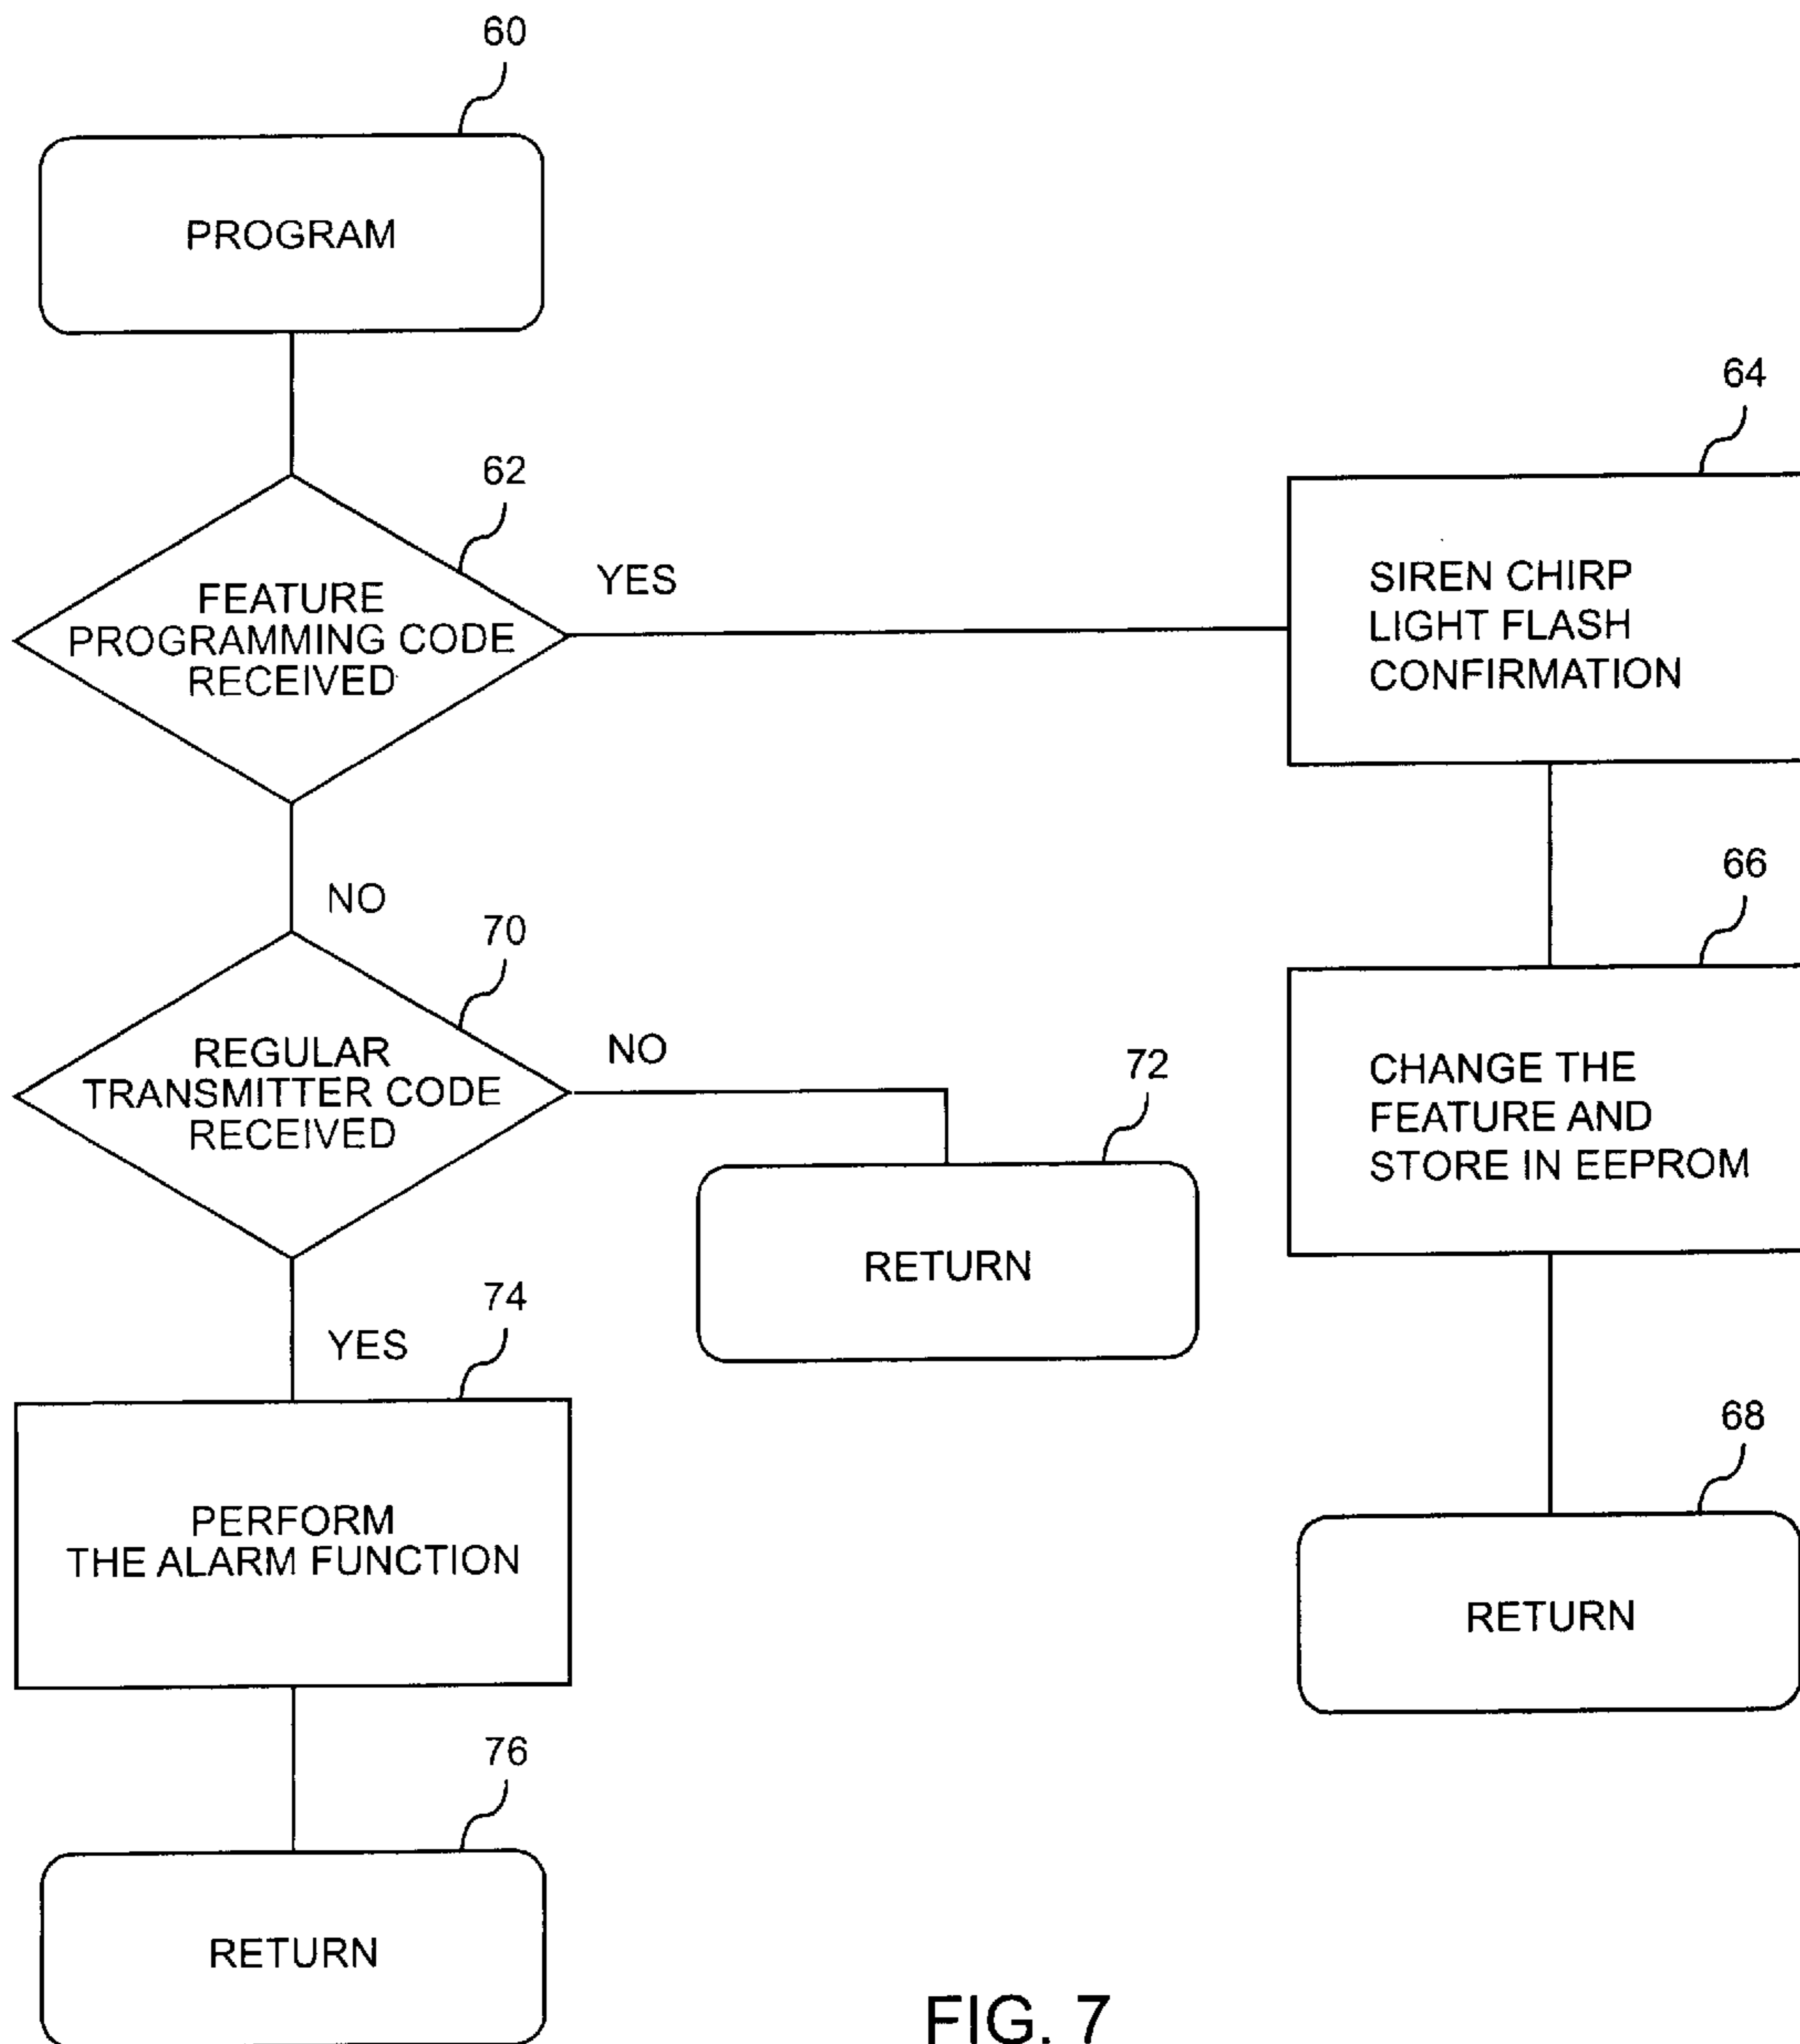 60
PROGRAM
62
FEATURE
PROGRAMMING CODE
RECEIVED
YES
64
SIREN CHIRP
LIGHT FLASH
CONFIRMATION
66
CHANGE THE
FEATURE AND
STORE IN EEPROM
68
RETURN
NO
70
REGULAR
TRANSMITTER CODE
RECEIVED
NO
72
RETURN
YES
74
PERFORM
THE ALARM FUNCTION
76
RETURN
FIG. 7